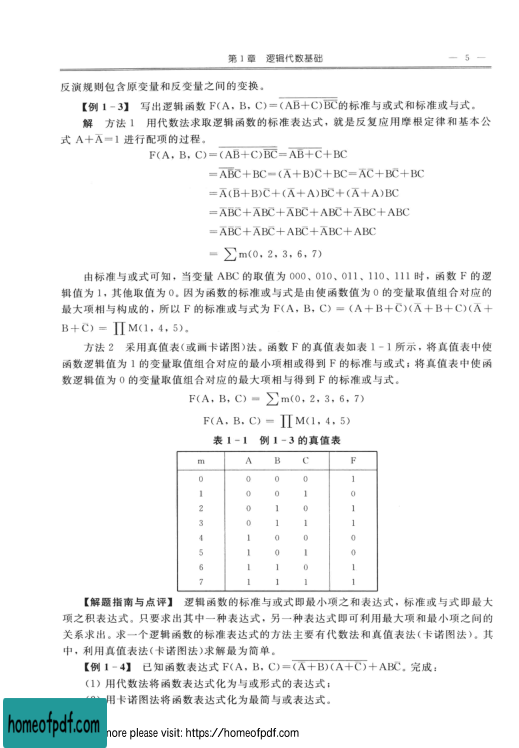 第1章　逻辑代数基础　— 5 —
反演规则包含原变量和反变量之间的变换。
【例 1-3】 写出逻辑函数 F(A, B, C)=\overline{(A\overline{B}+C)\overline{BC}}的标准与或式和标准或与式。
解　方法 1　用代数法求取逻辑函数的标准表达式，就是反复应用摩根定律和基本公
式 A+\overline{A}=1 进行配项的过程。
F(A, B, C)=\overline{(A\overline{B}+C)\overline{BC}}=\overline{A\overline{B}+C}+BC
=\overline{A\overline{B}}\overline{C}+BC=(\overline{A}+B)\overline{C}+BC=\overline{A}\overline{C}+B\overline{C}+BC
=\overline{A}(\overline{B}+B)\overline{C}+(\overline{A}+A)B\overline{C}+(\overline{A}+A)BC
=\overline{A}\overline{B}\overline{C}+\overline{A}B\overline{C}+\overline{A}B\overline{C}+AB\overline{C}+\overline{A}BC+ABC
=\overline{A}\overline{B}\overline{C}+\overline{A}B\overline{C}+AB\overline{C}+\overline{A}BC+ABC
= ∑m(0, 2, 3, 6, 7)
由标准与或式可知，当变量 ABC 的取值为 000、010、011、110、111 时，函数 F 的逻
辑值为 1，其他取值为 0。因为函数的标准或与式是由使函数值为 0 的变量取值组合对应的
最大项相与构成的，所以 F 的标准或与式为 F(A, B, C) = (A+B+\overline{C})(\overline{A}+B+C)(\overline{A}+
B+\overline{C}) = ∏M(1, 4, 5)。
方法 2　采用真值表(或画卡诺图)法。函数 F 的真值表如表 1-1 所示，将真值表中使
函数逻辑值为 1 的变量取值组合对应的最小项相或得到 F 的标准与或式；将真值表中使函
数逻辑值为 0 的变量取值组合对应的最大项相与得到 F 的标准或与式。
F(A, B, C) = ∑m(0, 2, 3, 6, 7)
F(A, B, C) = ∏M(1, 4, 5)
表 1-1　例 1-3 的真值表
m A B C F
0 0 0 0 1
1 0 0 1 0
2 0 1 0 1
3 0 1 1 1
4 1 0 0 0
5 1 0 1 0
6 1 1 0 1
7 1 1 1 1
【解题指南与点评】 逻辑函数的标准与或式即最小项之和表达式，标准或与式即最大
项之积表达式。只要求出其中一种表达式，另一种表达式即可利用最大项和最小项之间的
关系求出。求一个逻辑函数的标准表达式的方法主要有代数法和真值表法(卡诺图法)。其
中，利用真值表法(卡诺图法)求解最为简单。
【例 1-4】 已知函数表达式 F(A, B, C)=\overline{(\overline{A}+B)(\overline{A}+\overline{C})}+AB\overline{C}。完成：
(1) 用代数法将函数表达式化为与或形式的表达式；
用卡诺图法将函数表达式化为最简与或表达式。
homeofpdf.com
more please visit: https://homeofpdf.com